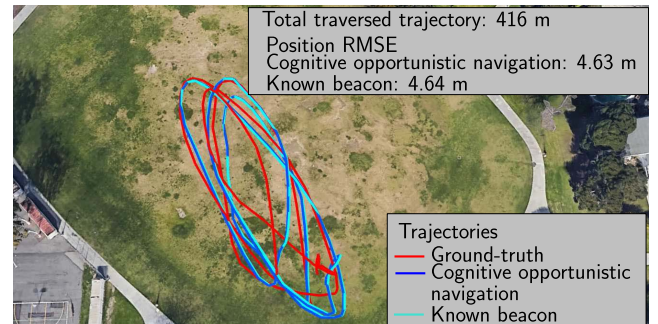 Total traversed trajectory: 416 m
Position RMSE
Cognitive opportunistic navigation: 4.63 m
Known beacon: 4.64 m
Trajectories
Ground-truth
Cognitive opportunistic
navigation
Known beacon